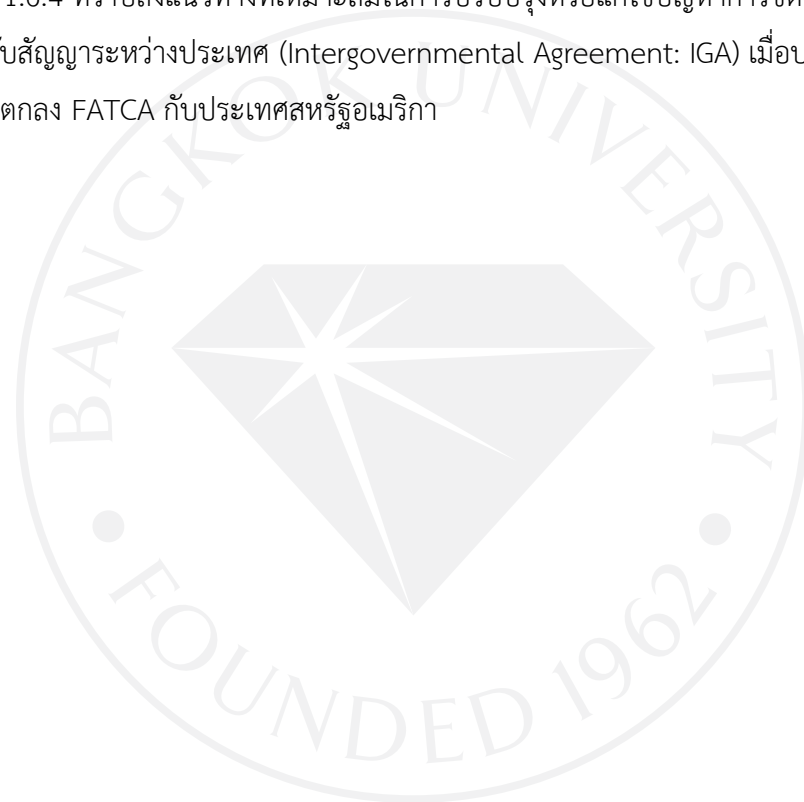 1.6.4 ทราบถึงแนวทางที่เหมาะสมในการปรับปรุงหรือแก้ไขปัญหาการขัด
สัญญาระหว่างประเทศ (Intergovernmental Agreement: IGA) เมื่อ
ตกลง FATCA กับประเทศสหรัฐอเมริกา
BANGKOK UNIVERSITY
FOUNDED 1962